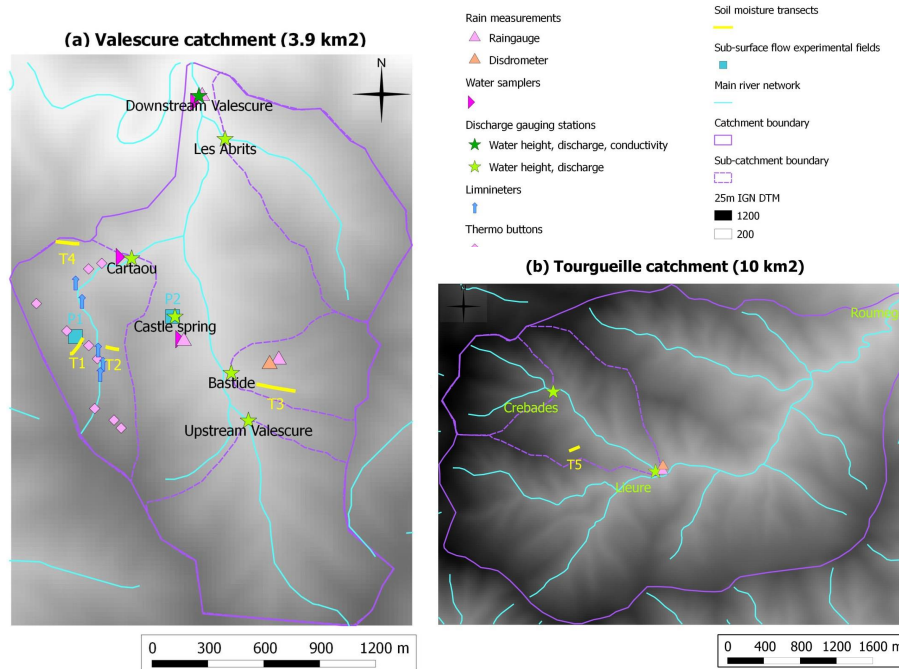 (a) Valescure catchment (3.9 km2)
N
Downstream Valescure
Les Abrits
T4
Cartaou
P1
P2
Castle spring
T1
T2
Bastide
T3
Upstream Valescure
0 300 600 900 1200 m
Rain measurements
Raingauge
Disdrometer
Water samplers
Discharge gauging stations
Water height, discharge, conductivity
Water height, discharge
Limnineters
Thermo buttons
Soil moisture transects
Sub-surface flow experimental fields
Main river network
Catchment boundary
Sub-catchment boundary
25m IGN DTM
1200
200
(b) Tourgueille catchment (10 km2)
Crebades
T5
Lieure
0 400 800 1200 1600 m